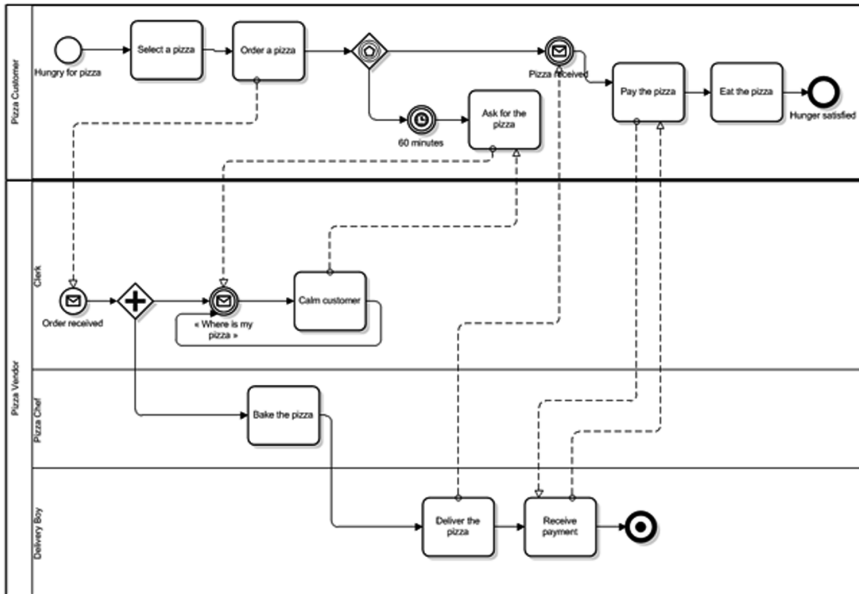 Pizza Customer
Hungry for pizza
Select a pizza
Order a pizza
60 minutes
Ask for the
pizza
Pizza received
Pay the pizza
Eat the pizza
Hunger satisfied
Pizza Vendor
Clerk
Order received
« Where is my
pizza »
Calm customer
Pizza Chef
Bake the pizza
Delivery Boy
Deliver the
pizza
Receive
payment